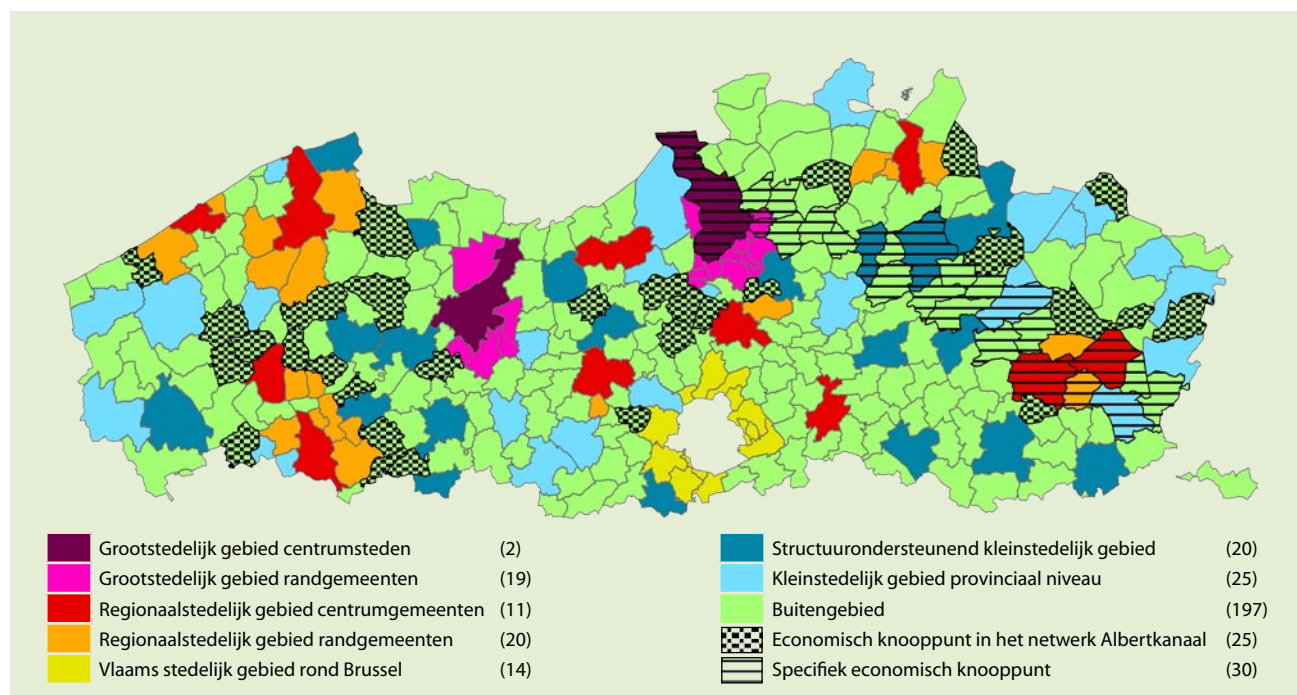 Grootstedelijk gebied centrumsteden (2)
Grootstedelijk gebied randgemeenten (19)
Regionaalstedelijk gebied centrumgemeenten (11)
Regionaalstedelijk gebied randgemeenten (20)
Vlaams stedelijk gebied rond Brussel (14)
Structuurondersteunend kleinstedelijk gebied (20)
Kleinstedelijk gebied provinciaal niveau (25)
Buitengebied (197)
Economisch knooppunt in het netwerk Albertkanaal (25)
Specifiek economisch knooppunt (30)